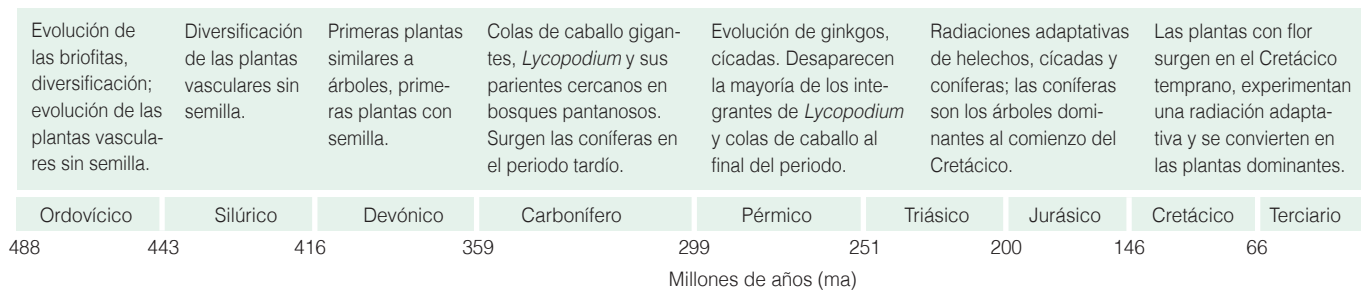 Evolución de
las briofitas,
diversificación;
evolución de las
plantas vascula-
res sin semilla.
Diversificación
de las plantas
vasculares sin
semilla.
Primeras plantas
similares a
árboles, prime-
ras plantas con
semilla.
Colas de caballo gigan-
tes, Lycopodium y sus
parientes cercanos en
bosques pantanosos.
Surgen las coníferas en
el periodo tardío.
Evolución de ginkgos,
cícadas. Desaparecen
la mayoría de los inte-
grantes de Lycopodium
y colas de caballo al
final del periodo.
Radiaciones adaptativas
de helechos, cícadas y
coníferas; las coníferas
son los árboles domi-
nantes al comienzo del
Cretácico.
Las plantas con flor
surgen en el Cretácico
temprano, experimentan
una radiación adapta-
tiva y se convierten en
las plantas dominantes.
Ordovícico Silúrico Devónico Carbonífero Pérmico Triásico Jurásico Cretácico Terciario
488 443 416 359 299 251 200 146 66
Millones de años (ma)